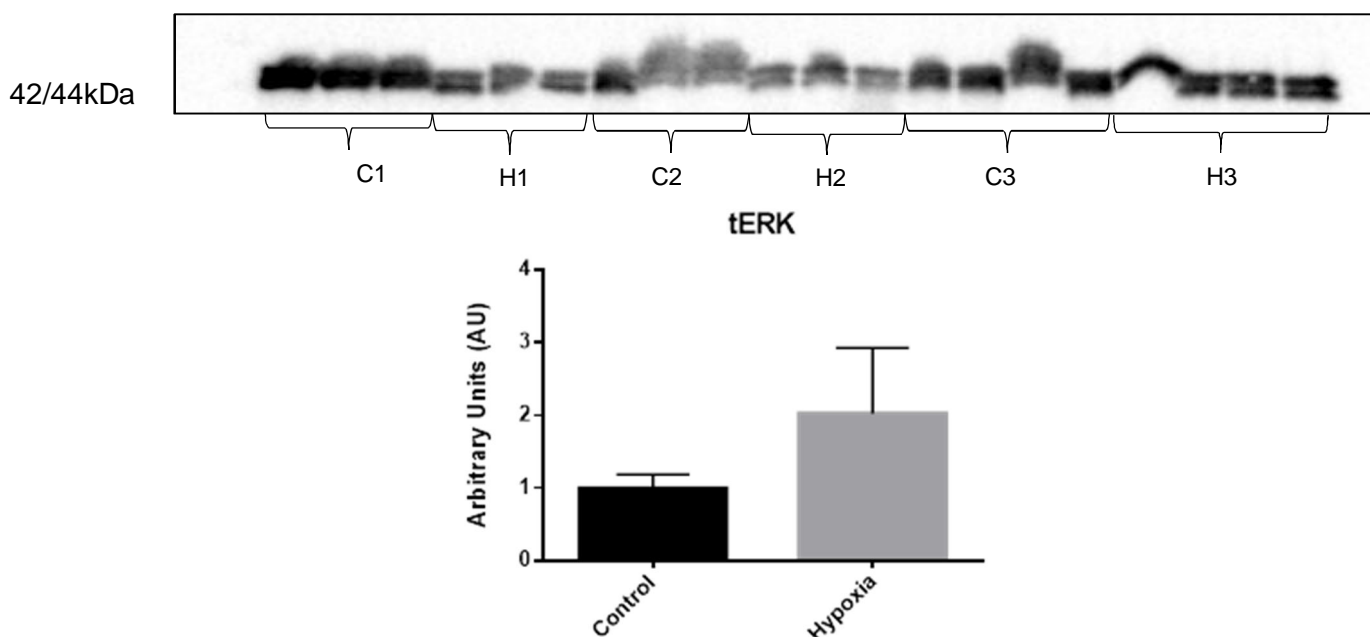 42/44kDa
C1 H1 C2 H2 C3 H3
tERK
4
3
2
1
0
Arbitrary Units (AU)
Control Hypoxia